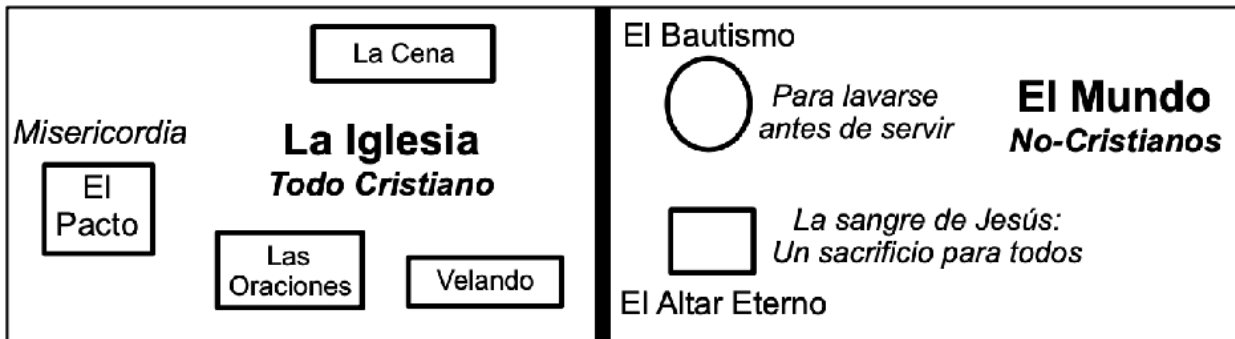 La Cena
Misericordia
El
Pacto
La Iglesia
Todo Cristiano
Las
Oraciones
Velando
El Bautismo
Para lavarse
antes de servir
El Mundo
No-Cristianos
La sangre de Jesús:
Un sacrificio para todos
El Altar Eterno